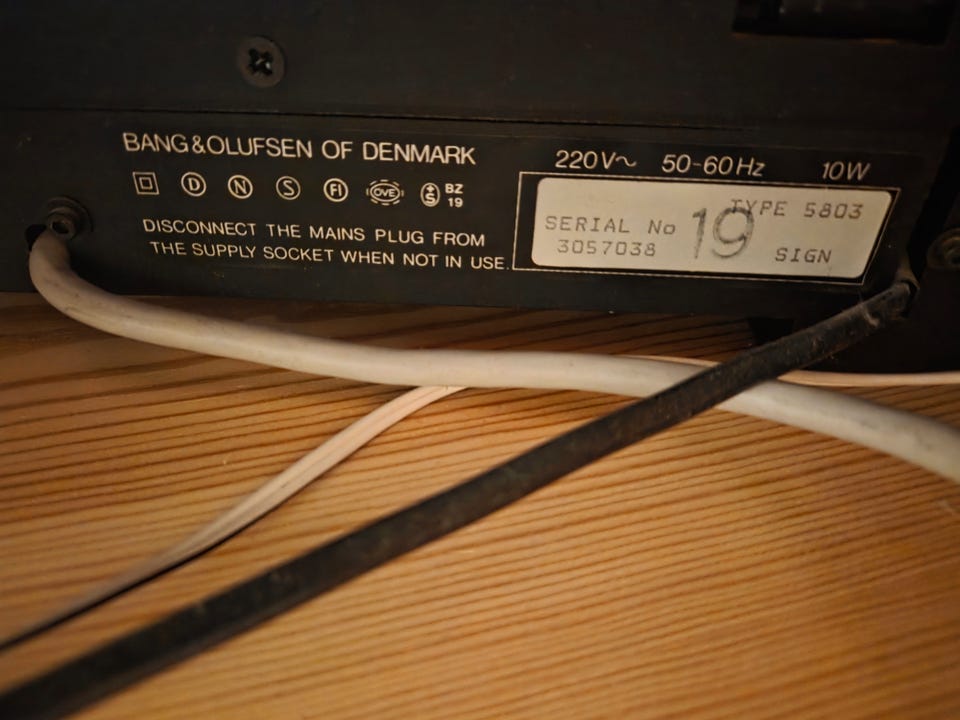 BANG&OLUFSEN OF DENMARK
D N S FI OVE S BZ 19
DISCONNECT THE MAINS PLUG FROM
THE SUPPLY SOCKET WHEN NOT IN USE.
220V~ 50-60Hz 10W
TYPE 5803
SERIAL No 19
3057038 SIGN